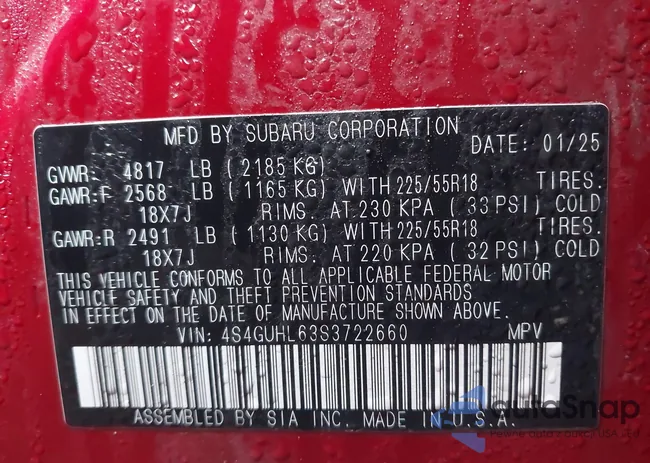 MFD BY SUBARU CORPORATION DATE: 01/25
GVWR: 4817 LB (2185 KG)
GAWR:F 2568 LB (1165 KG) WITH 225/55R18 TIRES.
18X7J RIMS. AT 230 KPA (33 PSI) COLD
GAWR:R 2491 LB (1130 KG) WITH 225/55R18 TIRES.
18X7J RIMS. AT 220 KPA (32 PSI) COLD
THIS VEHICLE CONFORMS TO ALL APPLICABLE FEDERAL MOTOR
VEHICLE SAFETY AND THEFT PREVENTION STANDARDS
IN EFFECT ON THE DATE OF MANUFACTURE SHOWN ABOVE.
VIN: 4S4GUHL63S3722660 MPV
ASSEMBLED BY SIA INC. MADE IN U.S.A.
autoSnap